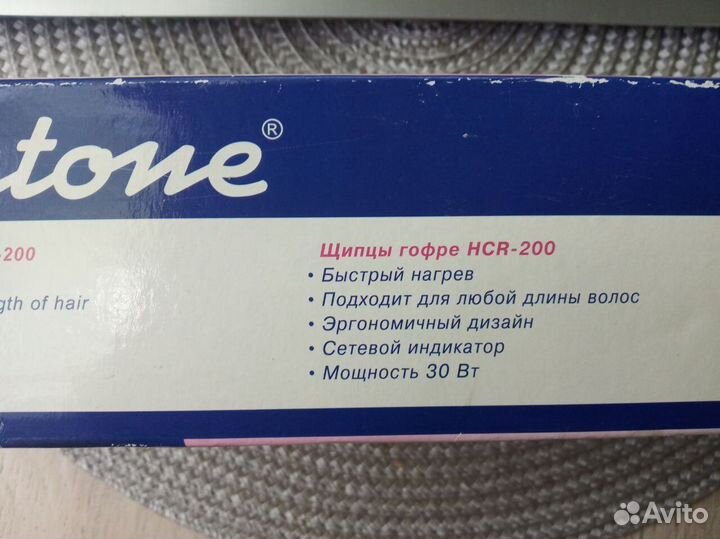 tone®
-200
Щипцы гофре HCR-200
• Быстрый нагрев
gth of hair
• Подходит для любой длины волос
• Эргономичный дизайн
• Сетевой индикатор
• Мощность 30 Вт
Avito